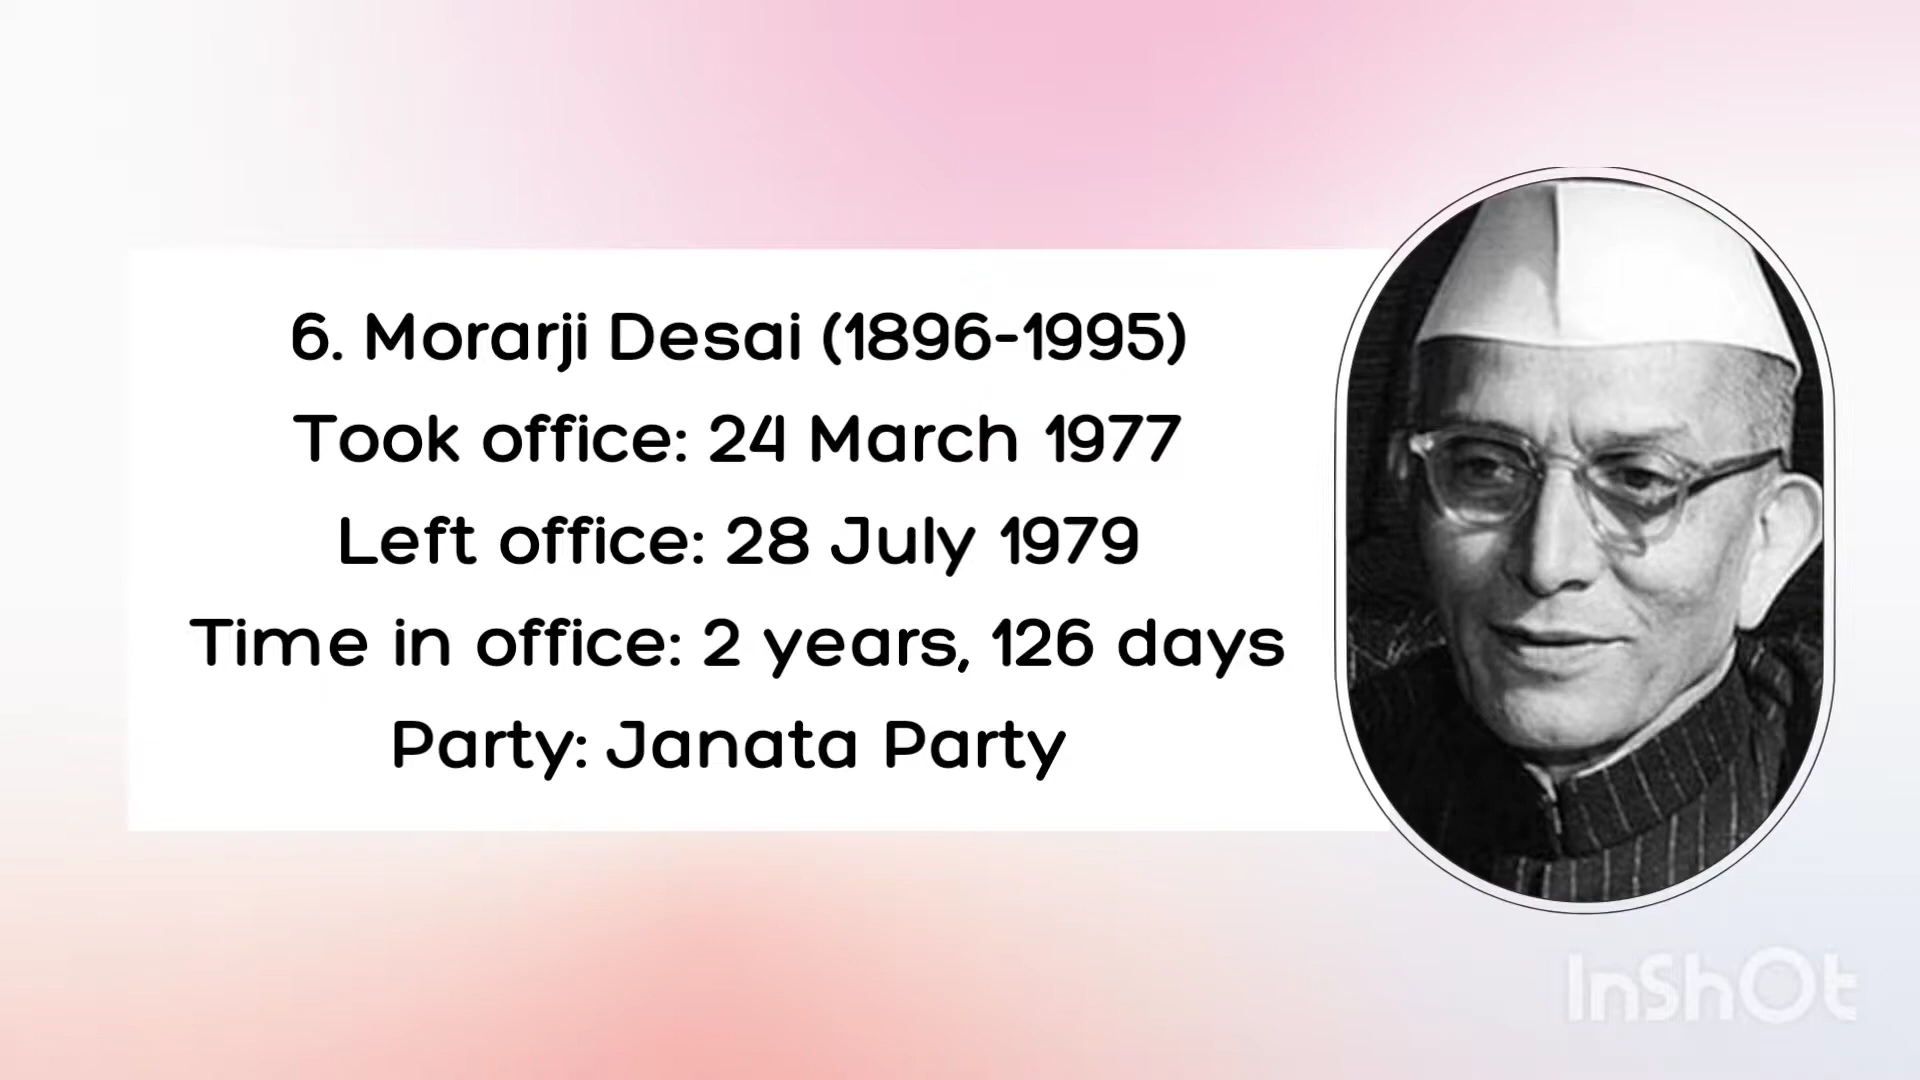 6. Morarji Desai (1896-1995)
Took office: 24 March 1977
Left office: 28 July 1979
Time in office: 2 years, 126 days
Party: Janata Party
InShOt